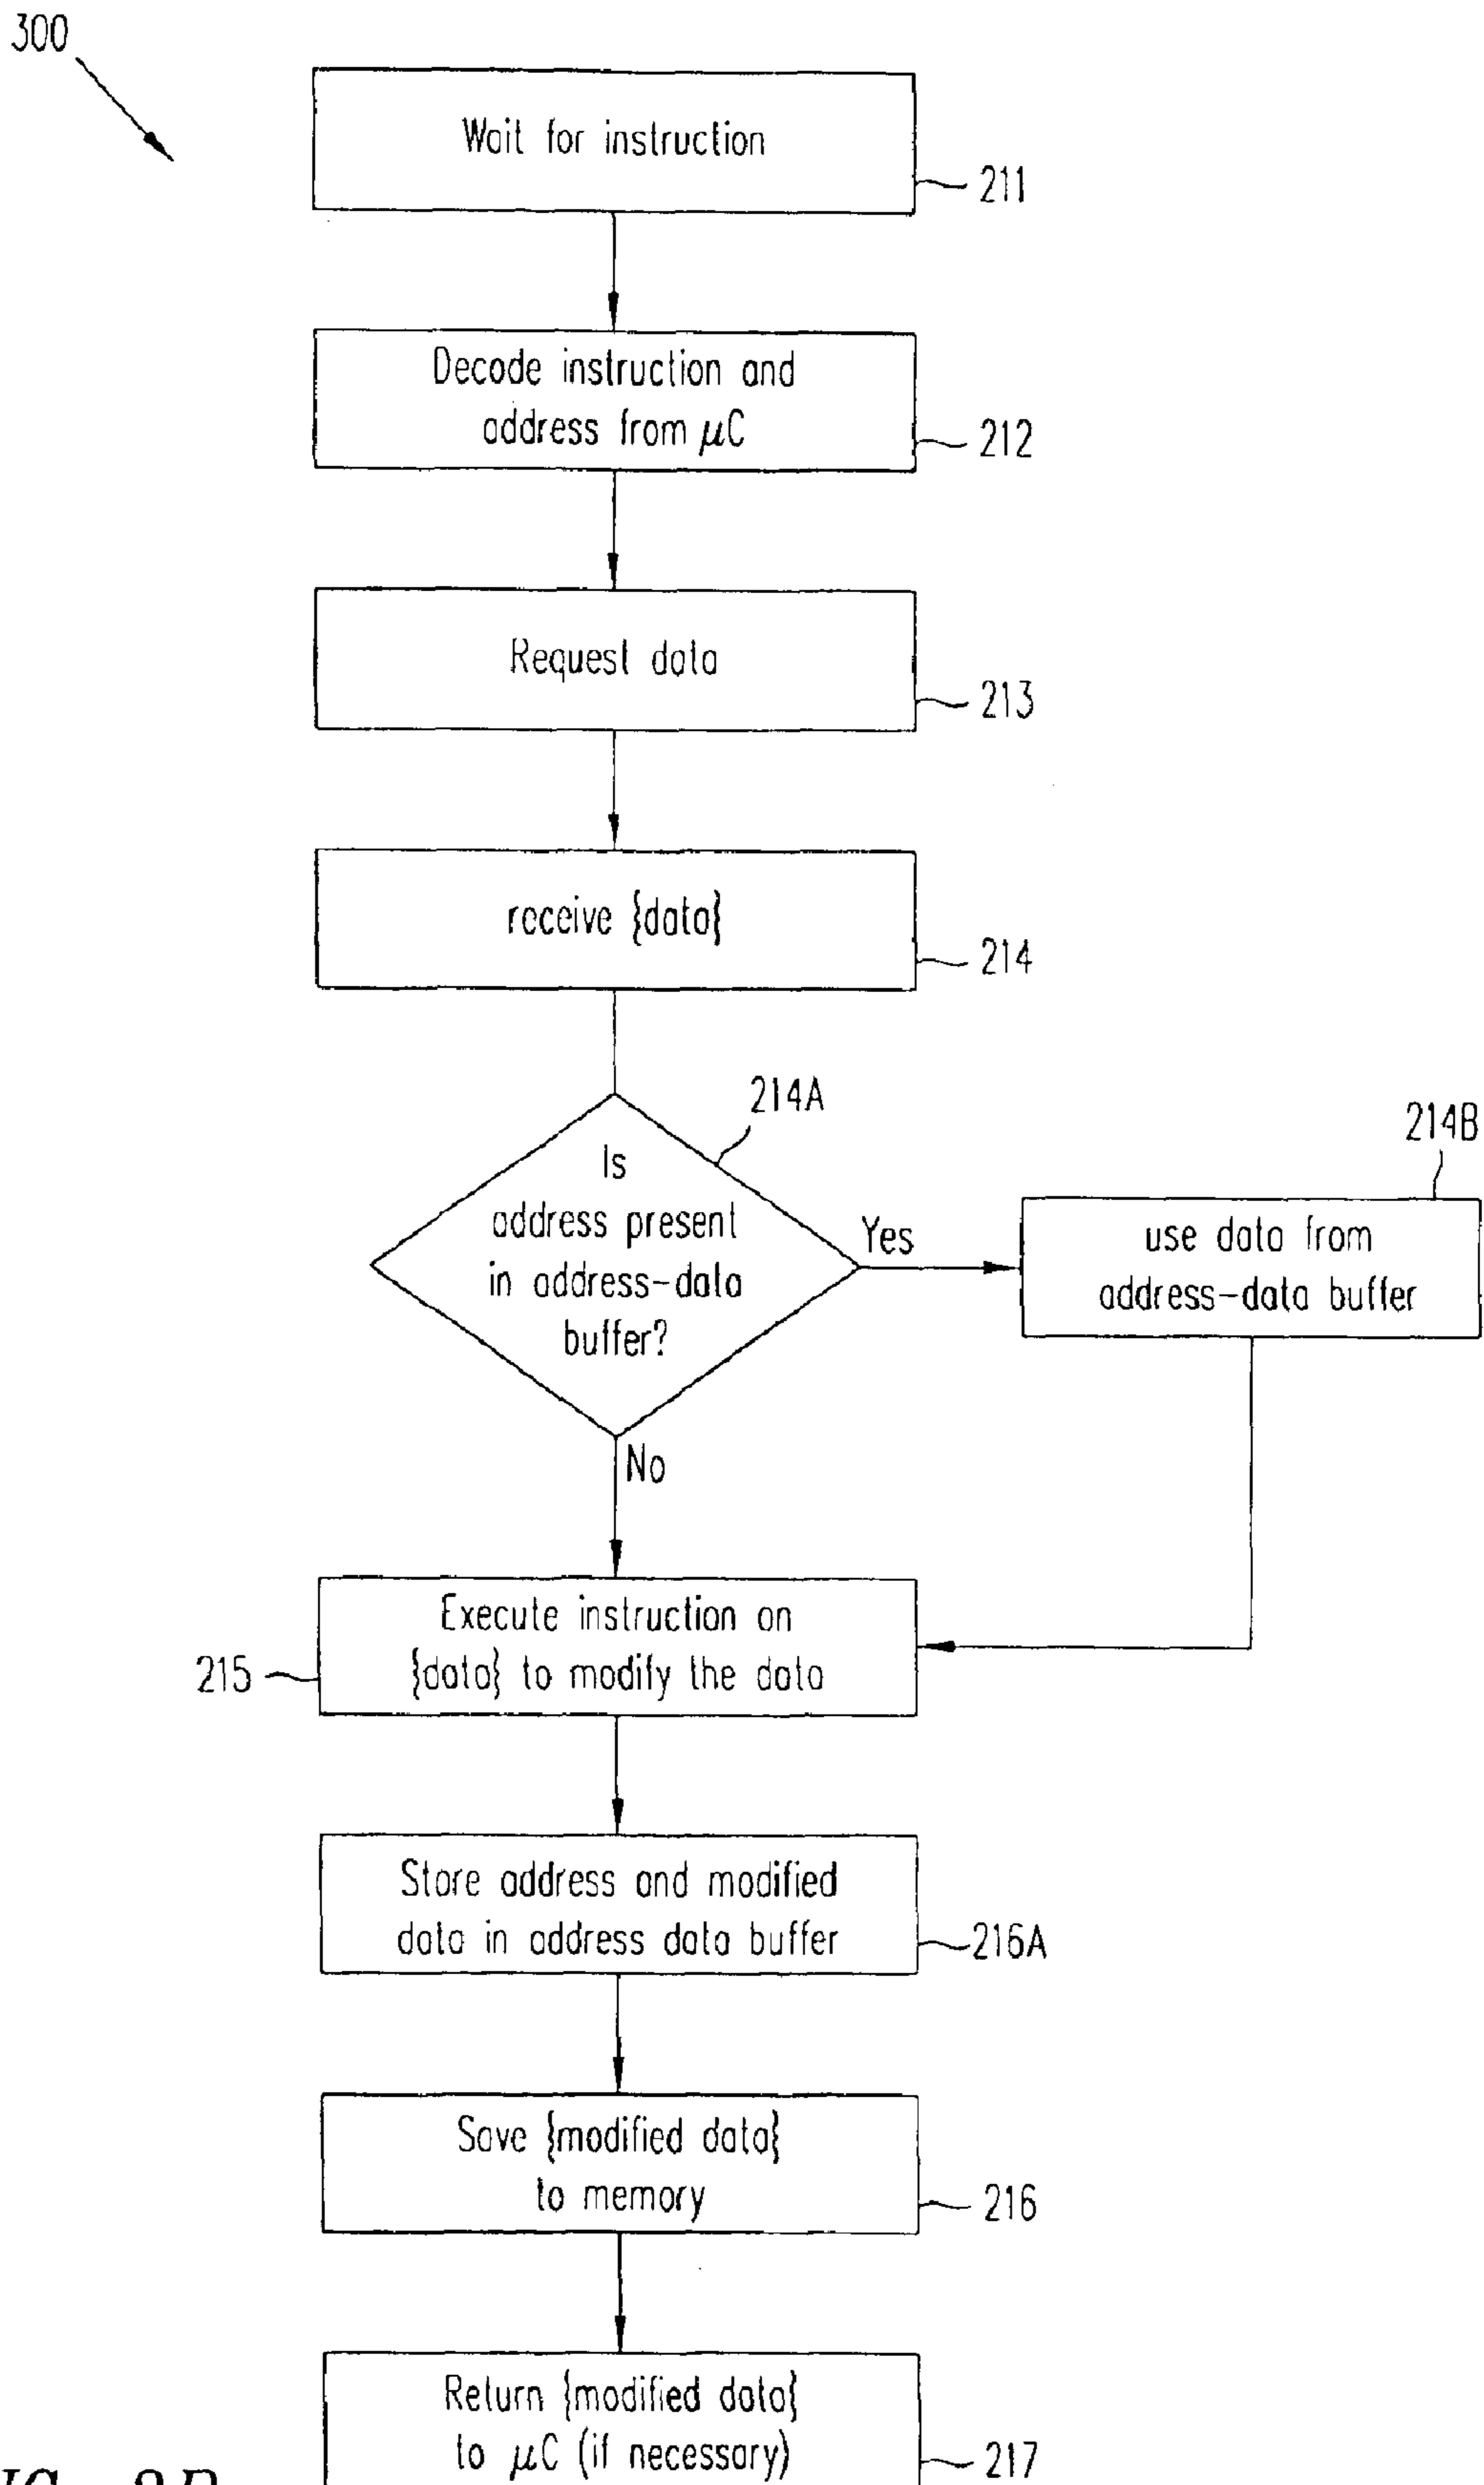 300
Wait for instruction
211
Decode instruction and
address from μC
212
Request data
213
receive {data}
214
214A
Is
address present
in address-data
buffer?
Yes
214B
use data from
address-data buffer
No
Execute instruction on
{data} to modify the data
215
Store address and modified
data in address data buffer
216A
Save {modified data}
to memory
216
Return {modified data}
to μC (if necessary)
217